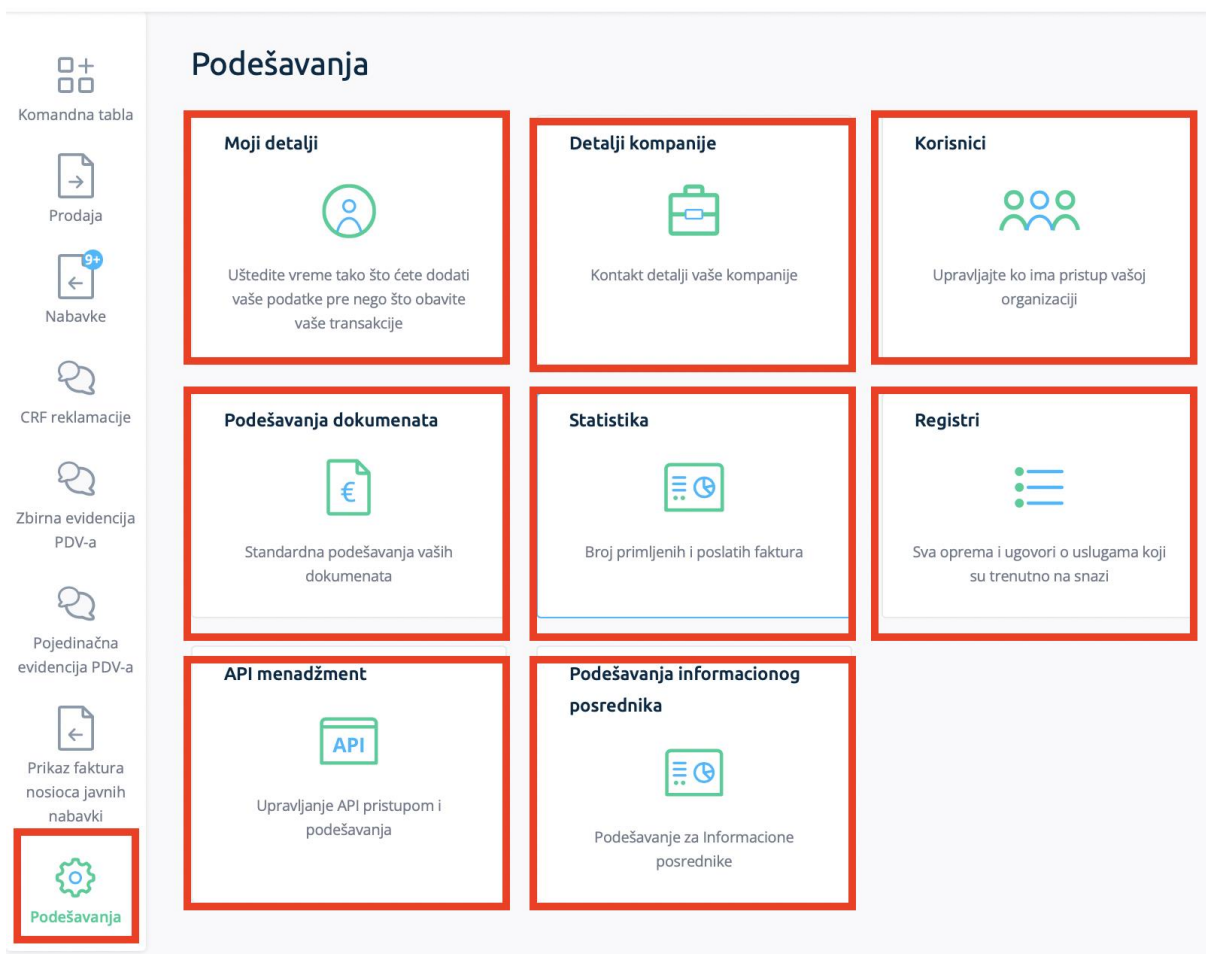 Komandna tabla
Prodaja
9+
Nabavke
CRF reklamacije
Zbirna evidencija
PDV-a
Pojedinačna
evidencija PDV-a
Prikaz faktura
nosioca javnih
nabavki
Podešavanja
Podešavanja
Moji detalji
Uštedite vreme tako što ćete dodati
vaše podatke pre nego što obavite
vaše transakcije
Detalji kompanije
Kontakt detalji vaše kompanije
Korisnici
Upravljajte ko ima pristup vašoj
organizaciji
Podešavanja dokumenata
€
Standardna podešavanja vaših
dokumenata
Statistika
Broj primljenih i poslatih faktura
Registri
Sva oprema i ugovori o uslugama koji
su trenutno na snazi
API menadžment
API
Upravljanje API pristupom i
podešavanja
Podešavanja informacionog
posrednika
Podešavanje za Informacione
posrednike